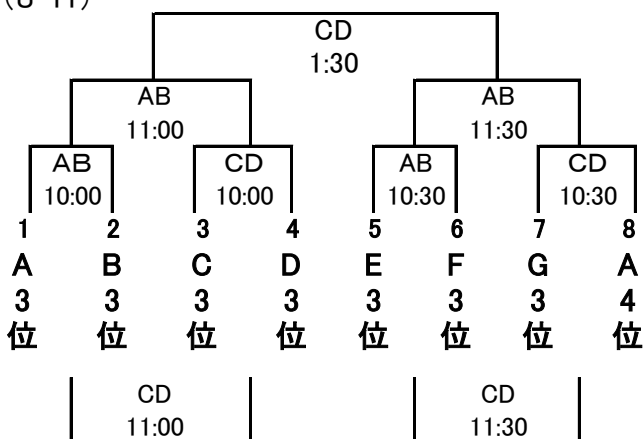 (U-11)
CD
1:30
AB AB
11:00 11:30
AB CD AB CD
10:00 10:00 10:30 10:30
1 2 3 4 5 6 7 8
A B C D E F G A
3 3 3 3 3 3 3 4
位 位 位 位 位 位 位 位
CD CD
11:00 11:30